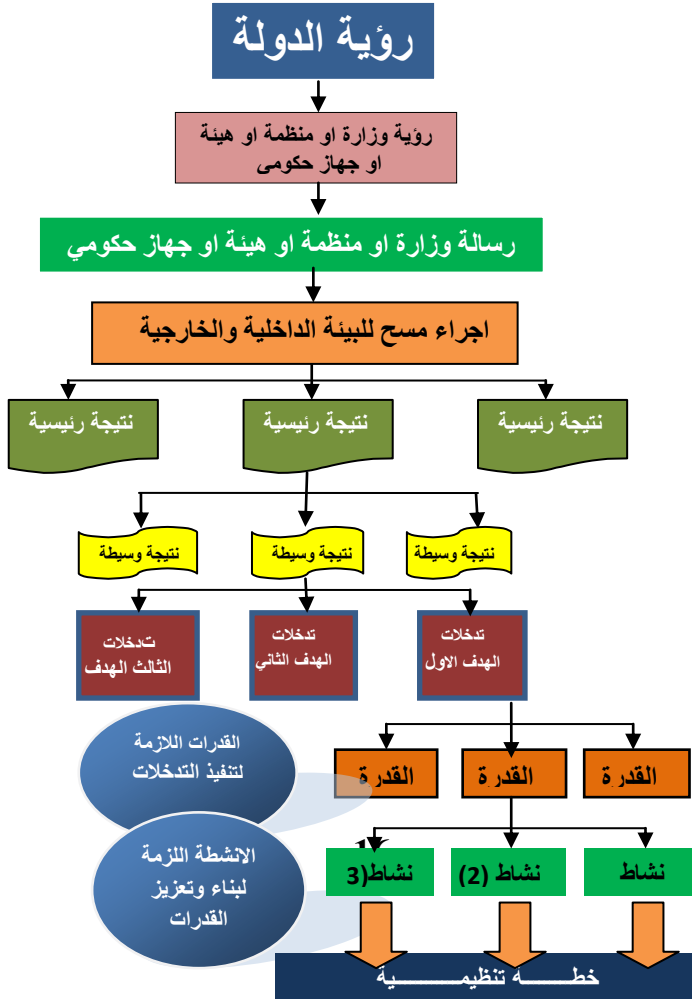 رؤية الدولة
رؤية وزارة او منظمة او هيئة
او جهاز حكومى
رسالة وزارة او منظمة او هيئة او جهاز حكومي
اجراء مسح للبيئة الداخلية والخارجية
نتيجة رئيسية
نتيجة رئيسية
نتيجة رئيسية
نتيجة وسيطة
نتيجة وسيطة
نتيجة وسيطة
تدخلات
الهدف الاول
تدخلات
الهدف الثاني
تدخلات
الثالث الهدف
القدرات اللازمة
لتنفيذ التدخلات
القدرة
القدرة
القدرة
الانشطة اللزمة
لبناء وتعزيز
القدرات
نشاط
نشاط (2)
نشاط(3
خطـــــــة تنظيمـــــــــية